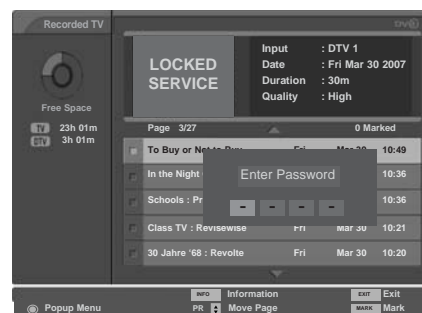 Recorded TV
DVR
LOCKED SERVICE
Input : DTV 1
Date : Fri Mar 30 2007
Duration : 30m
Quality : High
Free Space
TV 23h 01m
DTV 3h 01m
Page 3/27 0 Marked
To Buy or Not to Buy Fri Mar 30 10:49
In the Night 10:36
Schools : Pr 10:36
Enter Password
- - - -
Class TV : Revisewise Fri Mar 30 10:21
30 Jahre '68 : Revolte Fri Mar 30 10:20
INFO Information EXIT Exit
Popup Menu PR Move Page MARK Mark